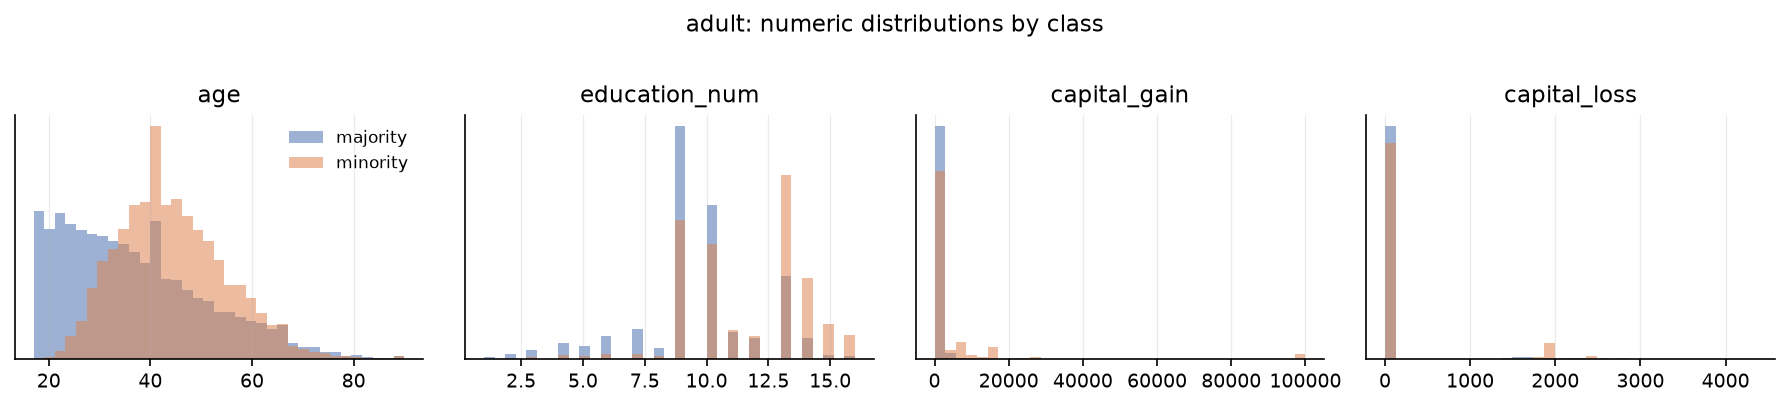 adult: numeric distributions by class
age
majority
minority
20 40 60 80
education_num
2.5 5.0 7.5 10.0 12.5 15.0
capital_gain
0 20000 40000 60000 80000 100000
capital_loss
0 1000 2000 3000 4000